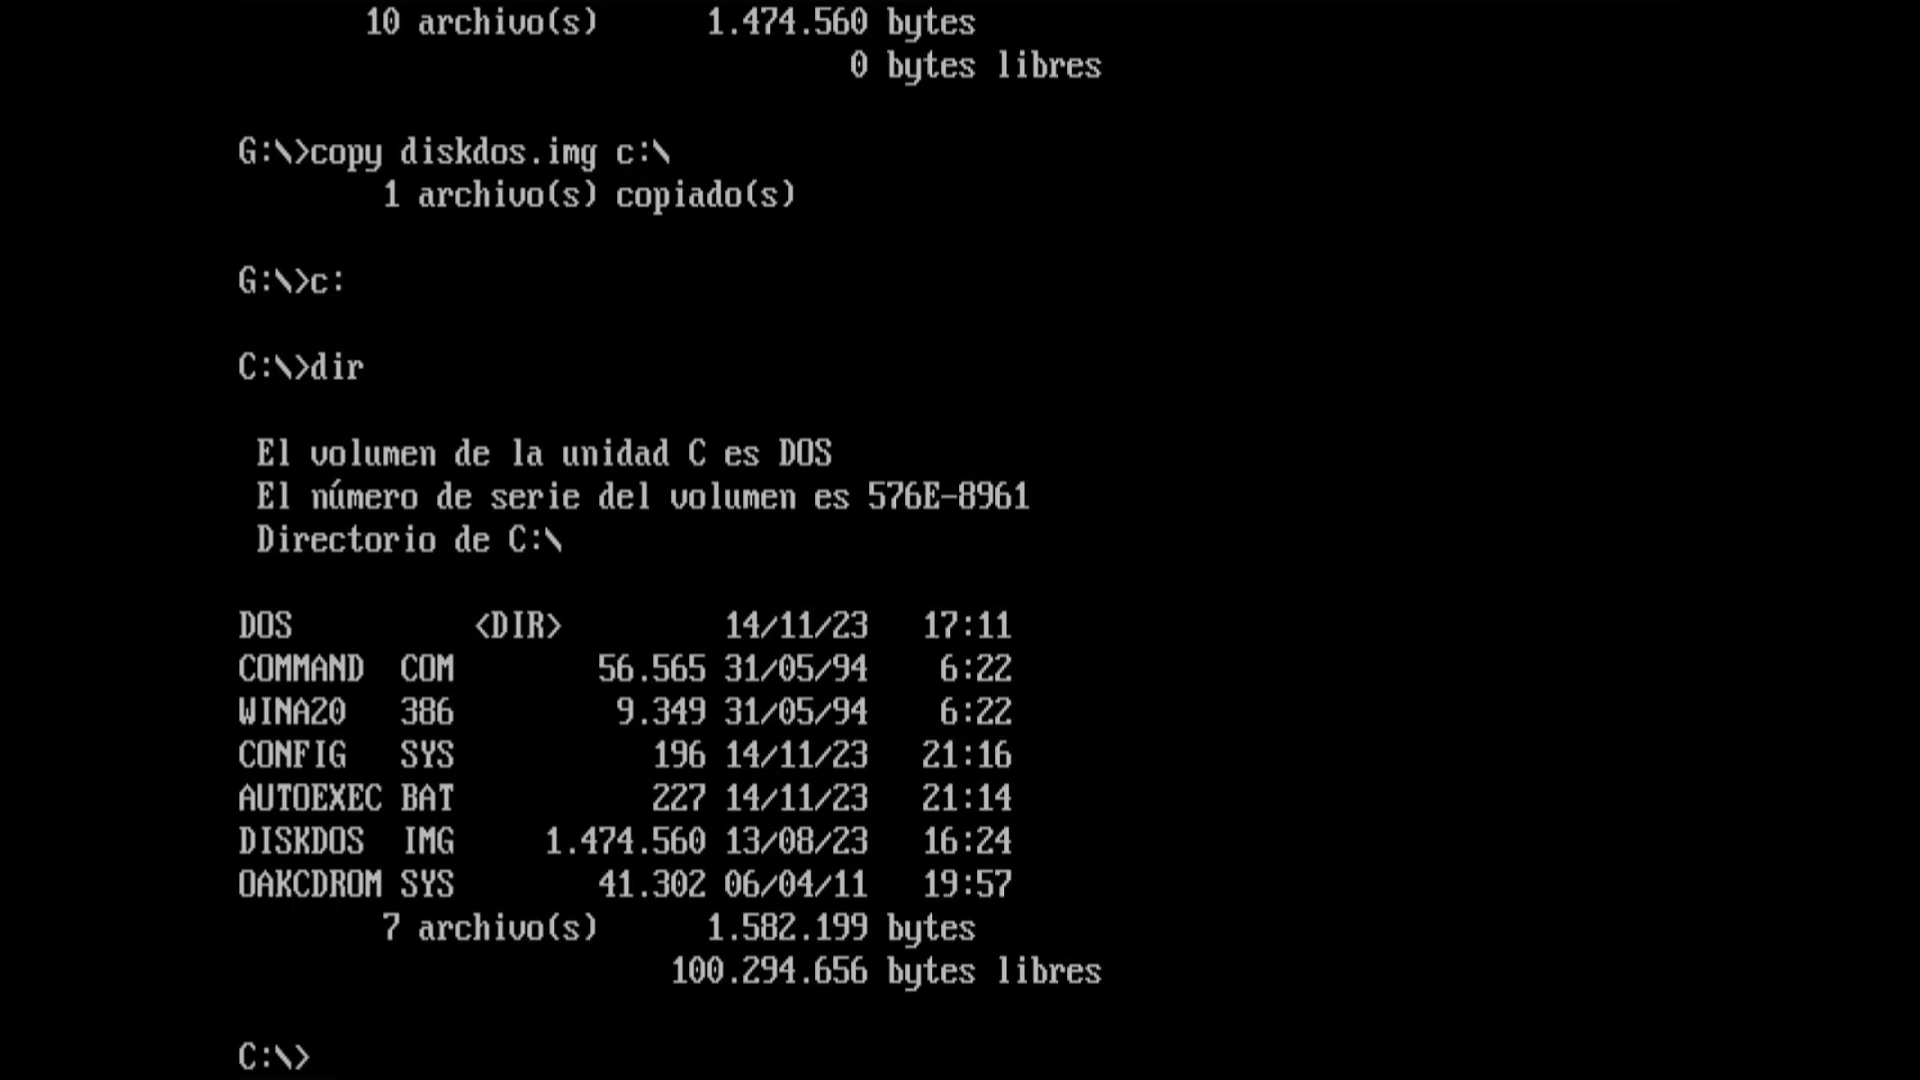 10 archivo(s) 1.474.560 bytes
0 bytes libres
G:\>copy diskdos.img c:\
1 archivo(s) copiado(s)
G:\>c:
C:\>dir
El volumen de la unidad C es DOS
El número de serie del volumen es 576E-8961
Directorio de C:\
DOS <DIR> 14/11/23 17:11
COMMAND COM 56.565 31/05/94 6:22
WINA20 386 9.349 31/05/94 6:22
CONFIG SYS 196 14/11/23 21:16
AUTOEXEC BAT 227 14/11/23 21:14
DISKDOS IMG 1.474.560 13/08/23 16:24
OAKCDROM SYS 41.302 06/04/11 19:57
7 archivo(s) 1.582.199 bytes
100.294.656 bytes libres
C:\>